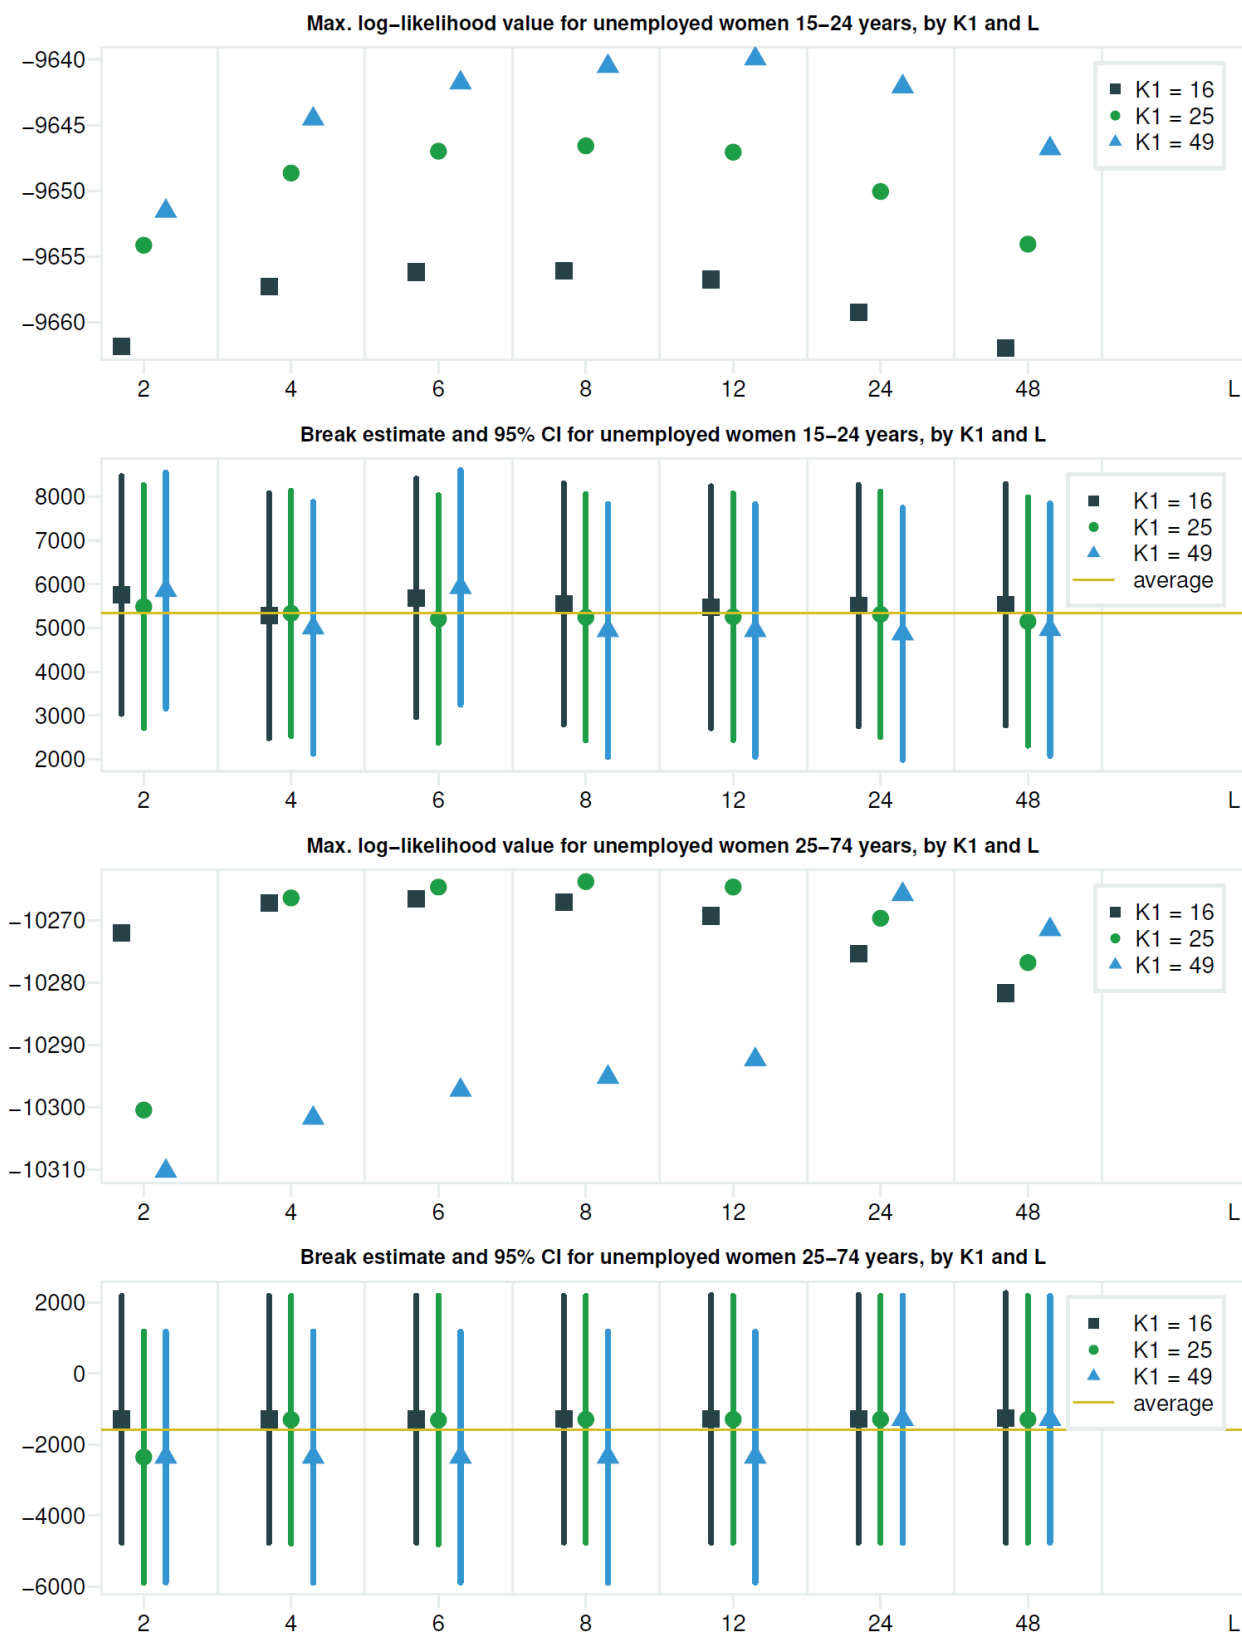 Max. log−likelihood value for unemployed women 15−24 years, by K1 and L
−9640
−9645
−9650
−9655
−9660
K1 = 16
K1 = 25
K1 = 49
2 4 6 8 12 24 48 L
Break estimate and 95% CI for unemployed women 15−24 years, by K1 and L
8000
7000
6000
5000
4000
3000
2000
K1 = 16
K1 = 25
K1 = 49
average
2 4 6 8 12 24 48 L
Max. log−likelihood value for unemployed women 25−74 years, by K1 and L
−10270
−10280
−10290
−10300
−10310
K1 = 16
K1 = 25
K1 = 49
2 4 6 8 12 24 48 L
Break estimate and 95% CI for unemployed women 25−74 years, by K1 and L
2000
0
−2000
−4000
−6000
K1 = 16
K1 = 25
K1 = 49
average
2 4 6 8 12 24 48 L